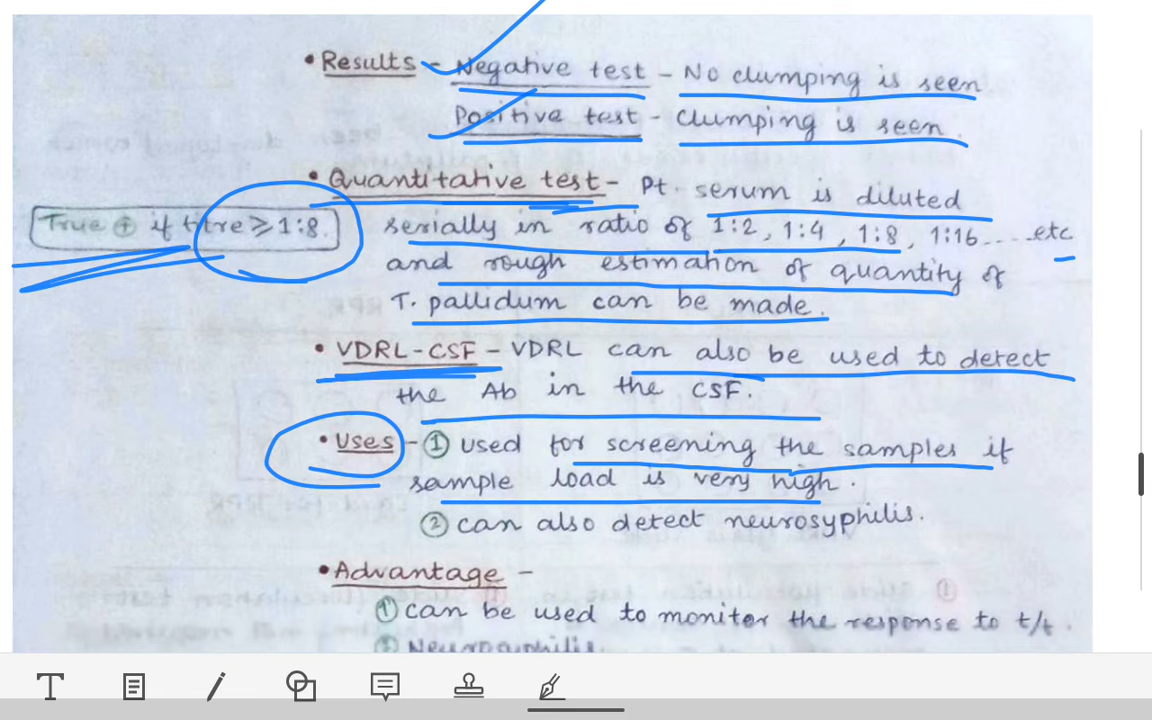 • Results - Negative test - No clumping is seen
Positive test - Clumping is seen.
• Quantitative test - Pt. serum is diluted
True + if titre ≥ 1:8.
serially in ratio of 1:2, 1:4, 1:8, 1:16.....etc
and rough estimation of quantity of
T. pallidum can be made.
• VDRL-CSF - VDRL can also be used to detect
the Ab in the CSF.
• Uses - ① used for screening the samples if
sample load is very high.
② can also detect neurosyphilis.
• Advantage -
① can be used to monitor the response to t/t.
② Neurosyphilis
T